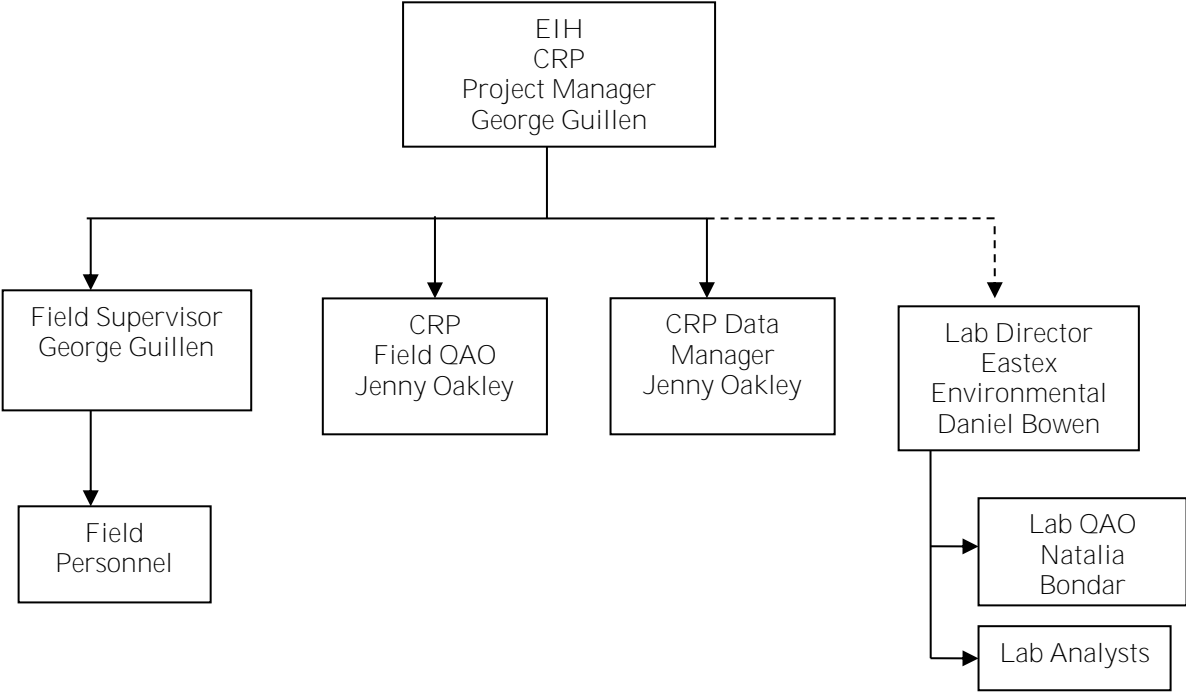 EIH
CRP
Project Manager
George Guillen
Field Supervisor
George Guillen
CRP
Field QAO
Jenny Oakley
CRP Data
Manager
Jenny Oakley
Lab Director
Eastex
Environmental
Daniel Bowen
Field
Personnel
Lab QAO
Natalia
Bondar
Lab Analysts